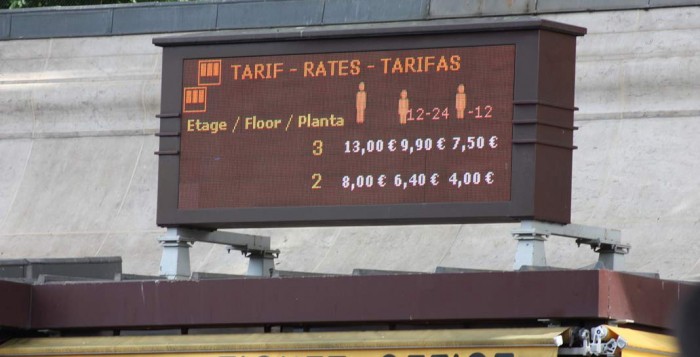 TARIF - RATES - TARIFAS
12-24 -12
Etage / Floor / Planta
3 13,00 € 9,90 € 7,50 €
2 8,00 € 6,40 € 4,00 €